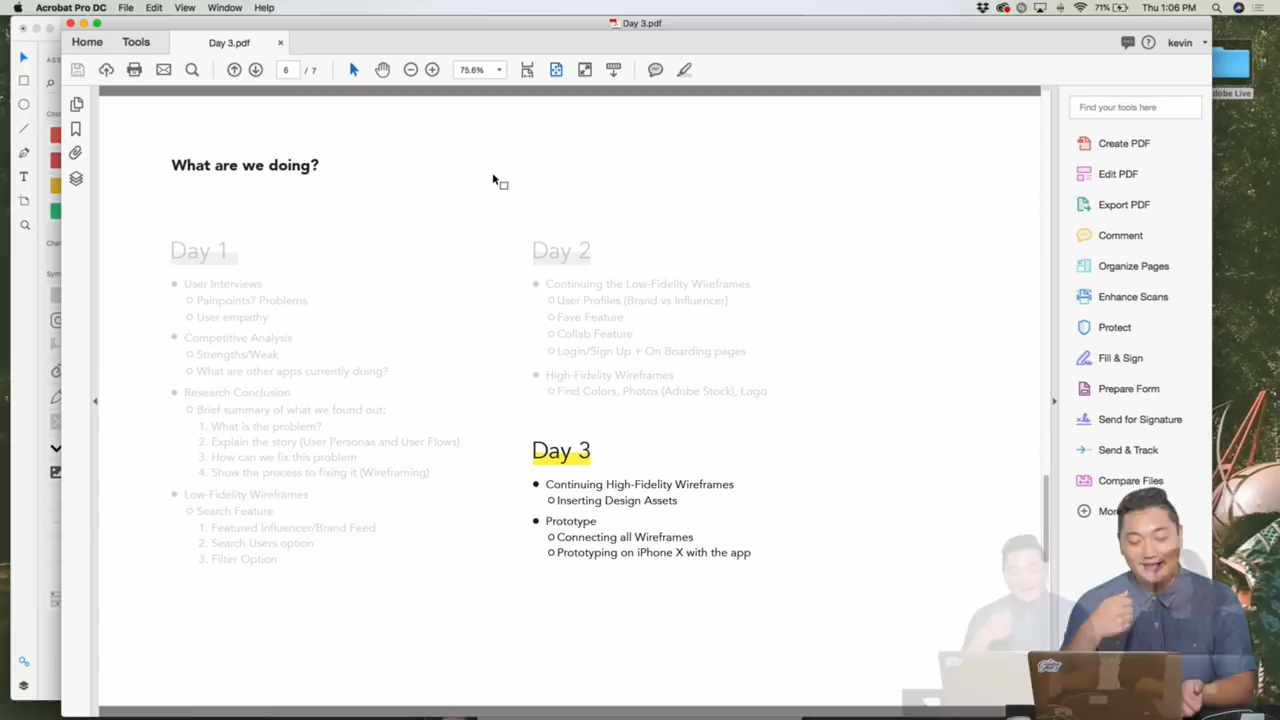 Acrobat Pro DC File Edit View Window Help
71% Thu 1:06 PM
Day 3.pdf
Home Tools Day 3.pdf × kevin
6 / 7 75.6%
Find your tools here
Create PDF
Edit PDF
Export PDF
Comment
Organize Pages
Enhance Scans
Protect
Fill & Sign
Prepare Form
Send for Signature
Send & Track
Compare Files
What are we doing?
Day 1
• User Interviews
○ Painpoints? Problems
○ User empathy
• Competitive Analysis
○ Strengths/Weak
○ What are other apps currently doing?
• Research Conclusion
○ Brief summary of what we found out:
1. What is the problem?
2. Explain the story (User Personas and User Flows)
3. How can we fix this problem
4. Show the process to fixing it (Wireframing)
• Low-Fidelity Wireframes
○ Search Feature
1. Featured Influencer/Brand Feed
2. Search Users option
3. Filter Option
Day 2
• Continuing the Low-Fidelity Wireframes
○ User Profiles (Brand vs Influencer)
○ Fave Feature
○ Collab Feature
○ Login/Sign Up + On Boarding pages
• High-Fidelity Wireframes
○ Find Colors, Photos (Adobe Stock), Logo
Day 3
• Continuing High-Fidelity Wireframes
○ Inserting Design Assets
• Prototype
○ Connecting all Wireframes
○ Prototyping on iPhone X with the app